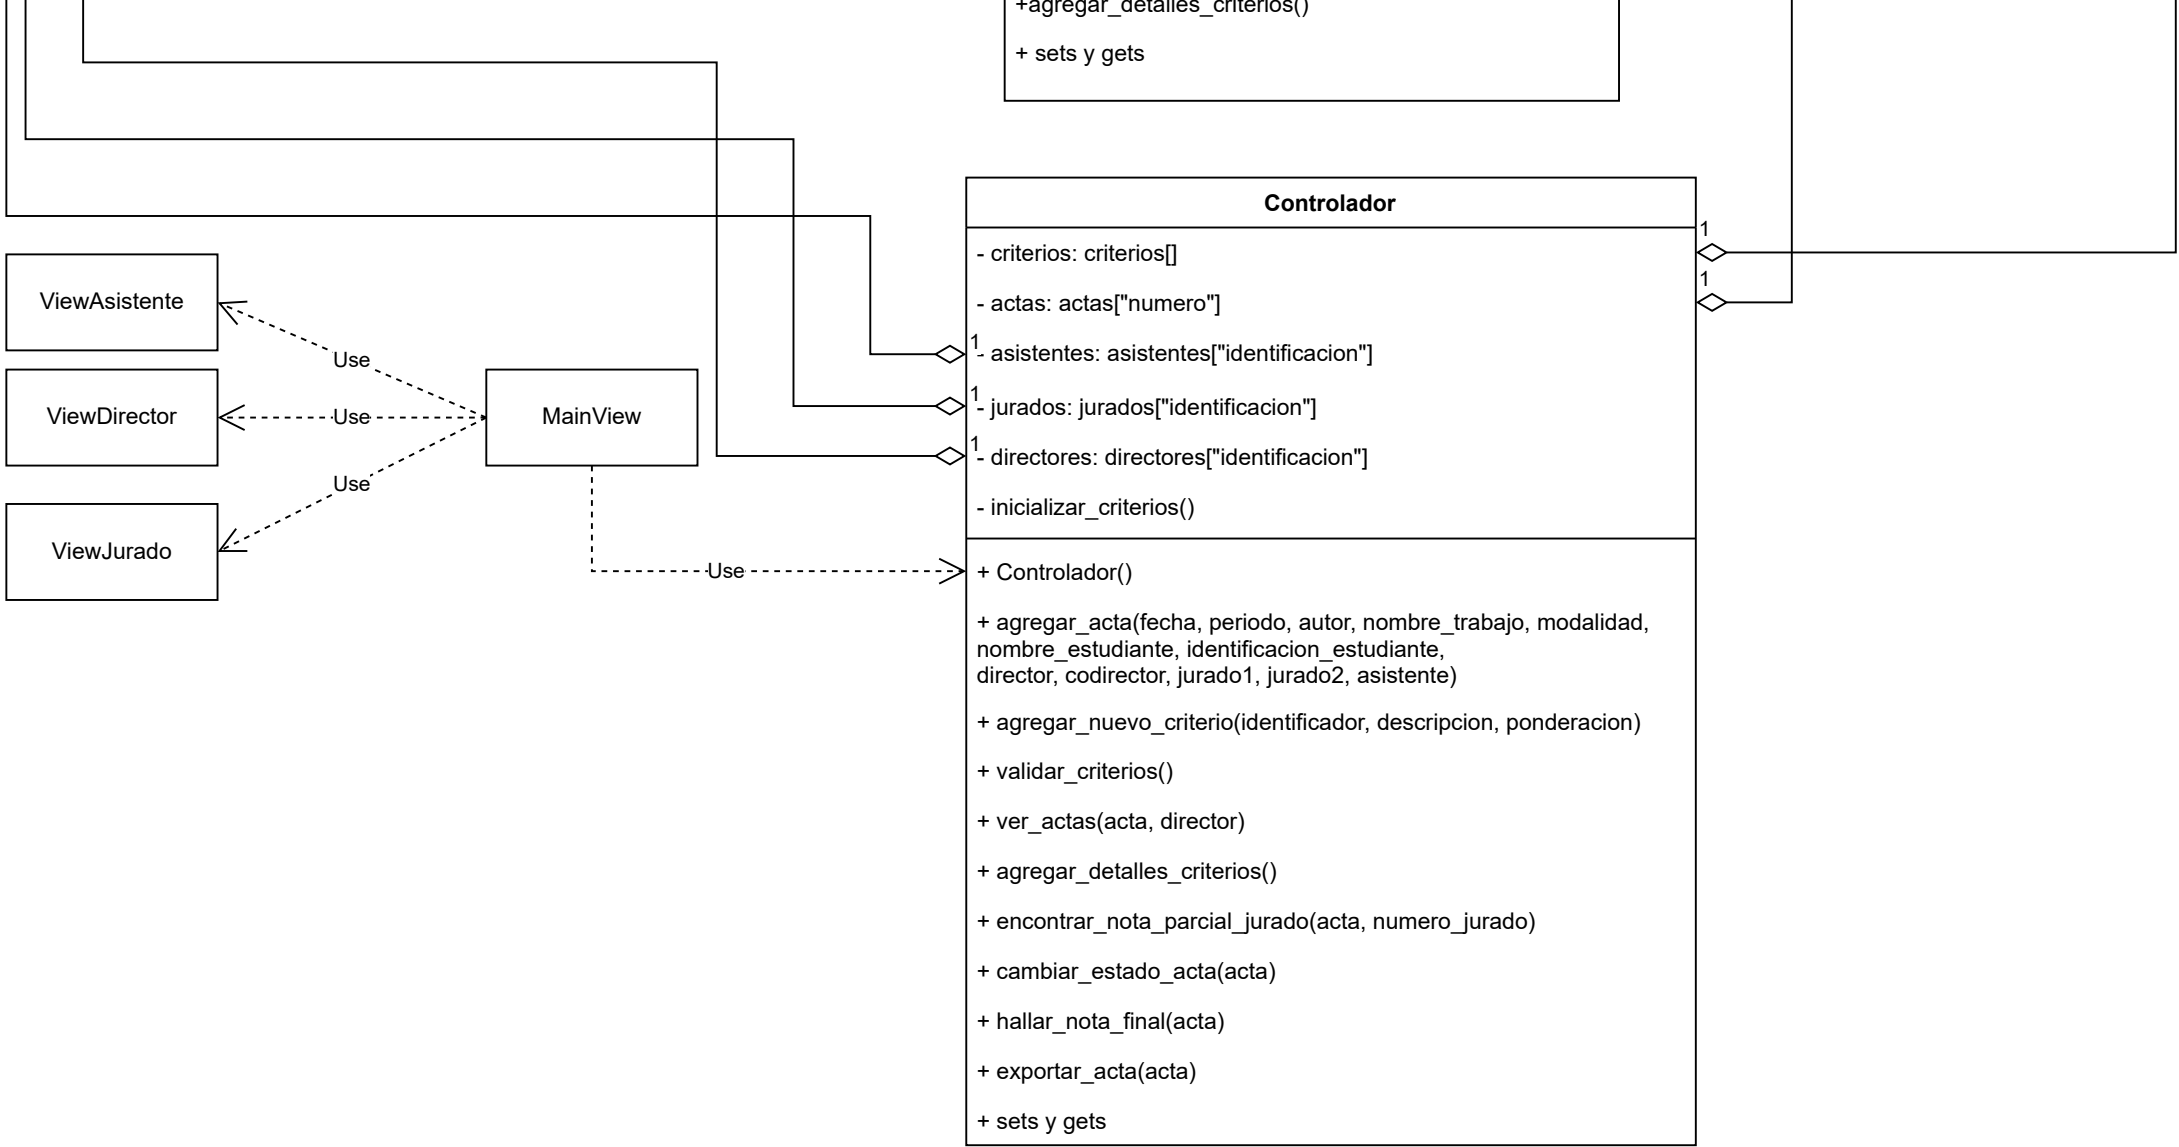 +agregar_detalles_criterios()
+ sets y gets
Controlador
1
- criterios: criterios[]
1
- actas: actas["numero"]
1
- asistentes: asistentes["identificacion"]
1
- jurados: jurados["identificacion"]
1
- directores: directores["identificacion"]
- inicializar_criterios()
+ Controlador()
+ agregar_acta(fecha, periodo, autor, nombre_trabajo, modalidad,
nombre_estudiante, identificacion_estudiante,
director, codirector, jurado1, jurado2, asistente)
+ agregar_nuevo_criterio(identificador, descripcion, ponderacion)
+ validar_criterios()
+ ver_actas(acta, director)
+ agregar_detalles_criterios()
+ encontrar_nota_parcial_jurado(acta, numero_jurado)
+ cambiar_estado_acta(acta)
+ hallar_nota_final(acta)
+ exportar_acta(acta)
+ sets y gets
ViewAsistente
Use
ViewDirector
Use
MainView
Use
ViewJurado
Use